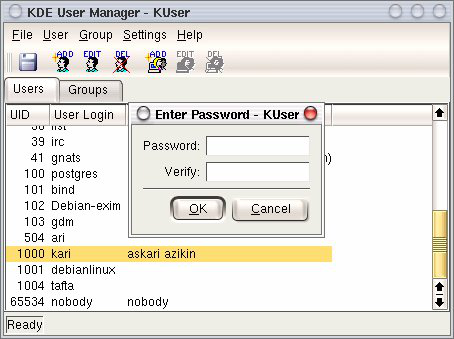 KDE User Manager - KUser
File User Group Settings Help
ADD EDIT DEL ADD EDIT DEL
Users Groups
UID User Login
38 list
39 irc
41 gnats )
100 postgres
101 bind
102 Debian-exim
103 gdm
504 ari
1000 kari askari azikin
1001 debianlinux
1004 tafta
65534 nobody nobody
Ready
Enter Password - KUser
Password:
Verify:
OK Cancel